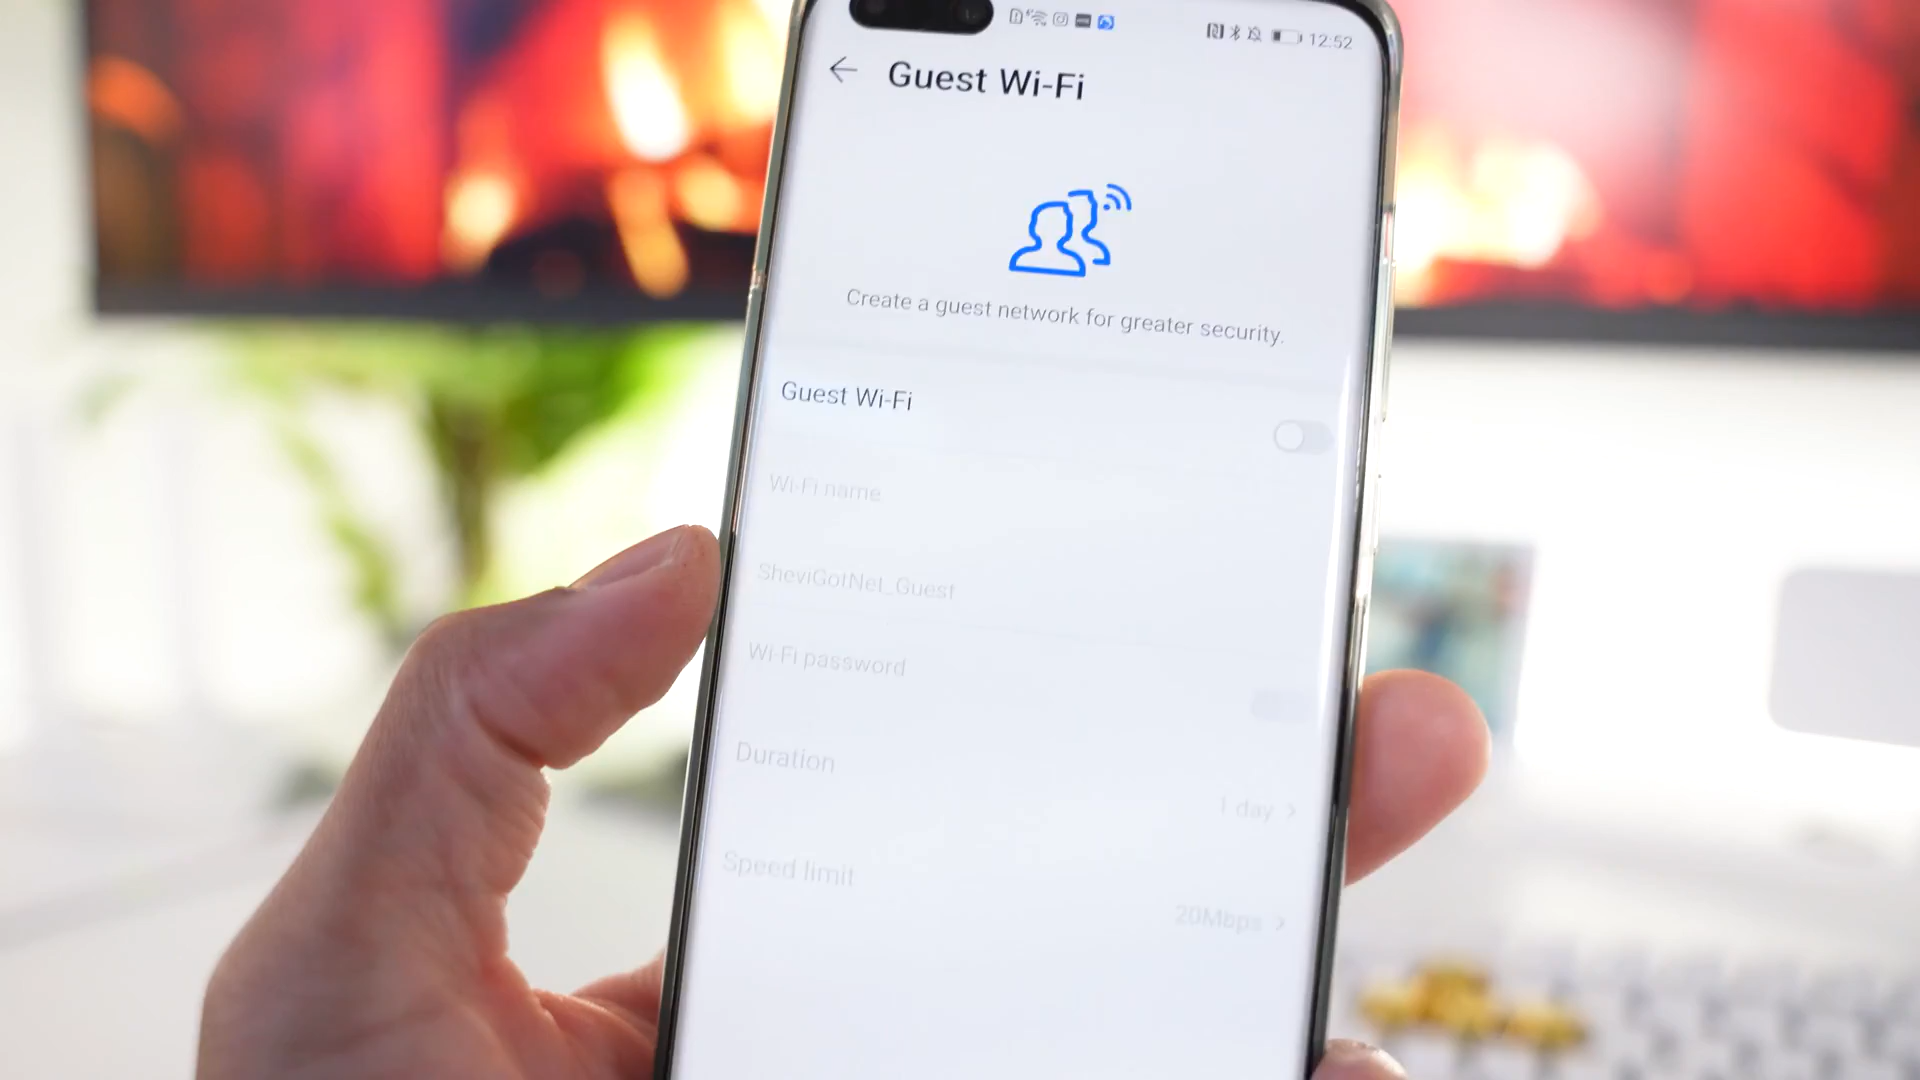 12:52
Guest Wi-Fi
Create a guest network for greater security.
Guest Wi-Fi
Wi-Fi name
SheviGotNet_Guest
Wi-Fi password
Duration
1 day
Speed limit
20Mbps